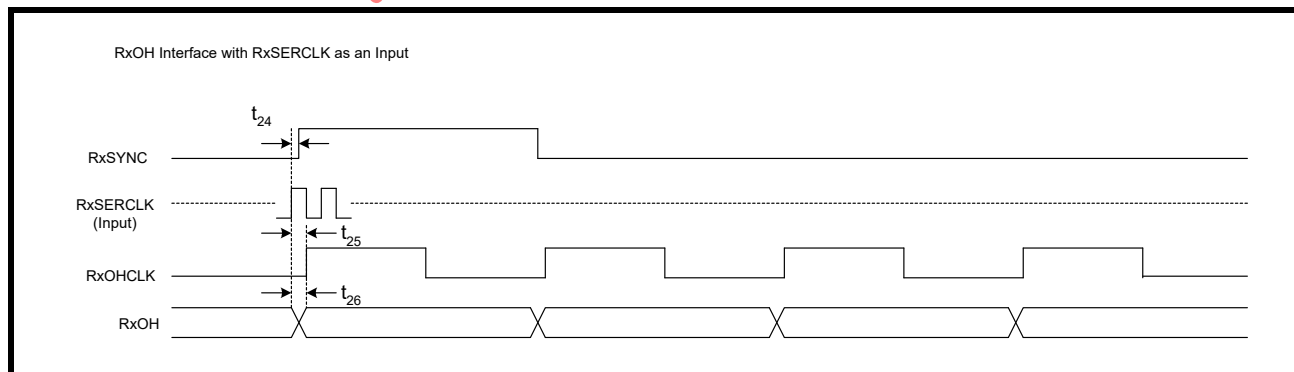 RxOH Interface with RxSERCLK as an Input
t24
RxSYNC
RxSERCLK
(Input)
t25
RxOHCLK
t26
RxOH